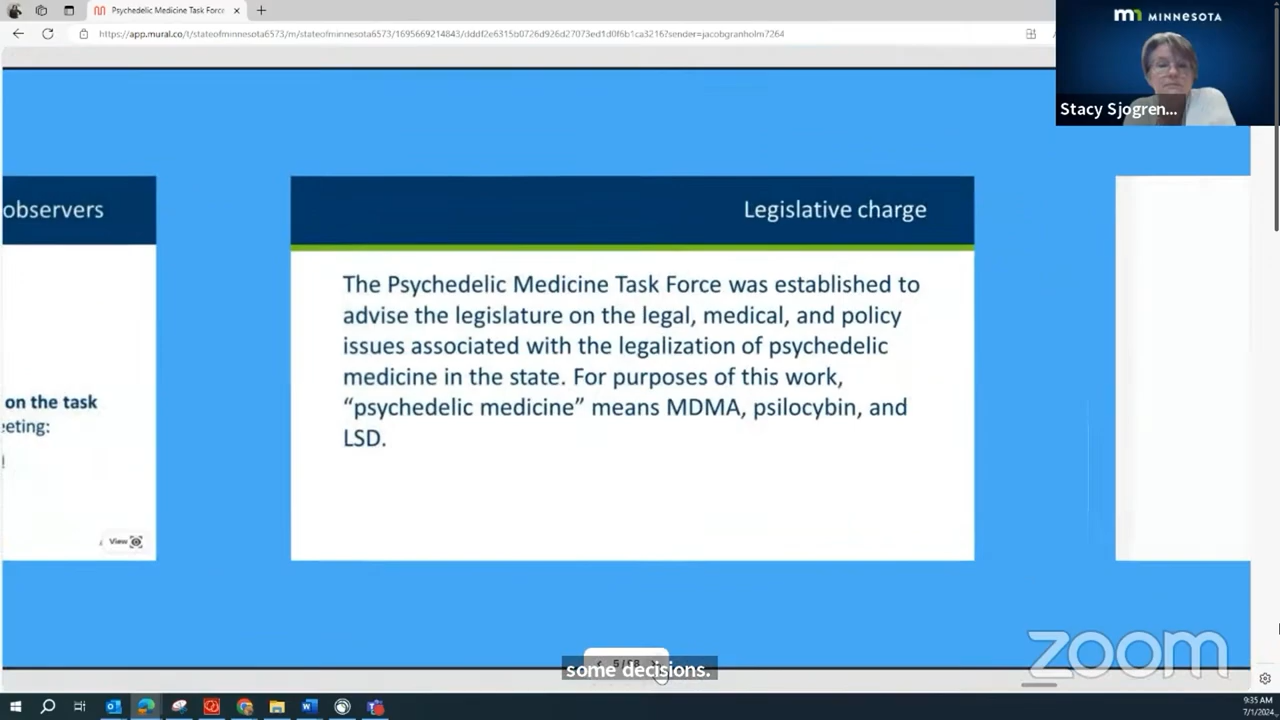 Psychedelic Medicine Task Force
https://app.mural.co/t/stateofminnesota6573/m/stateofminnesota6573/1695669214843/dddf2e6315b0726d926d27073ed1d0f6b1ca3216?sender=jacobgranholm7264
MINNESOTA
Stacy Sjogren...
observers
Legislative charge
The Psychedelic Medicine Task Force was established to
advise the legislature on the legal, medical, and policy
issues associated with the legalization of psychedelic
medicine in the state. For purposes of this work,
“psychedelic medicine” means MDMA, psilocybin, and
LSD.
on the task
eeting:
View
zoom
some decisions.
9:35 AM
7/1/2024